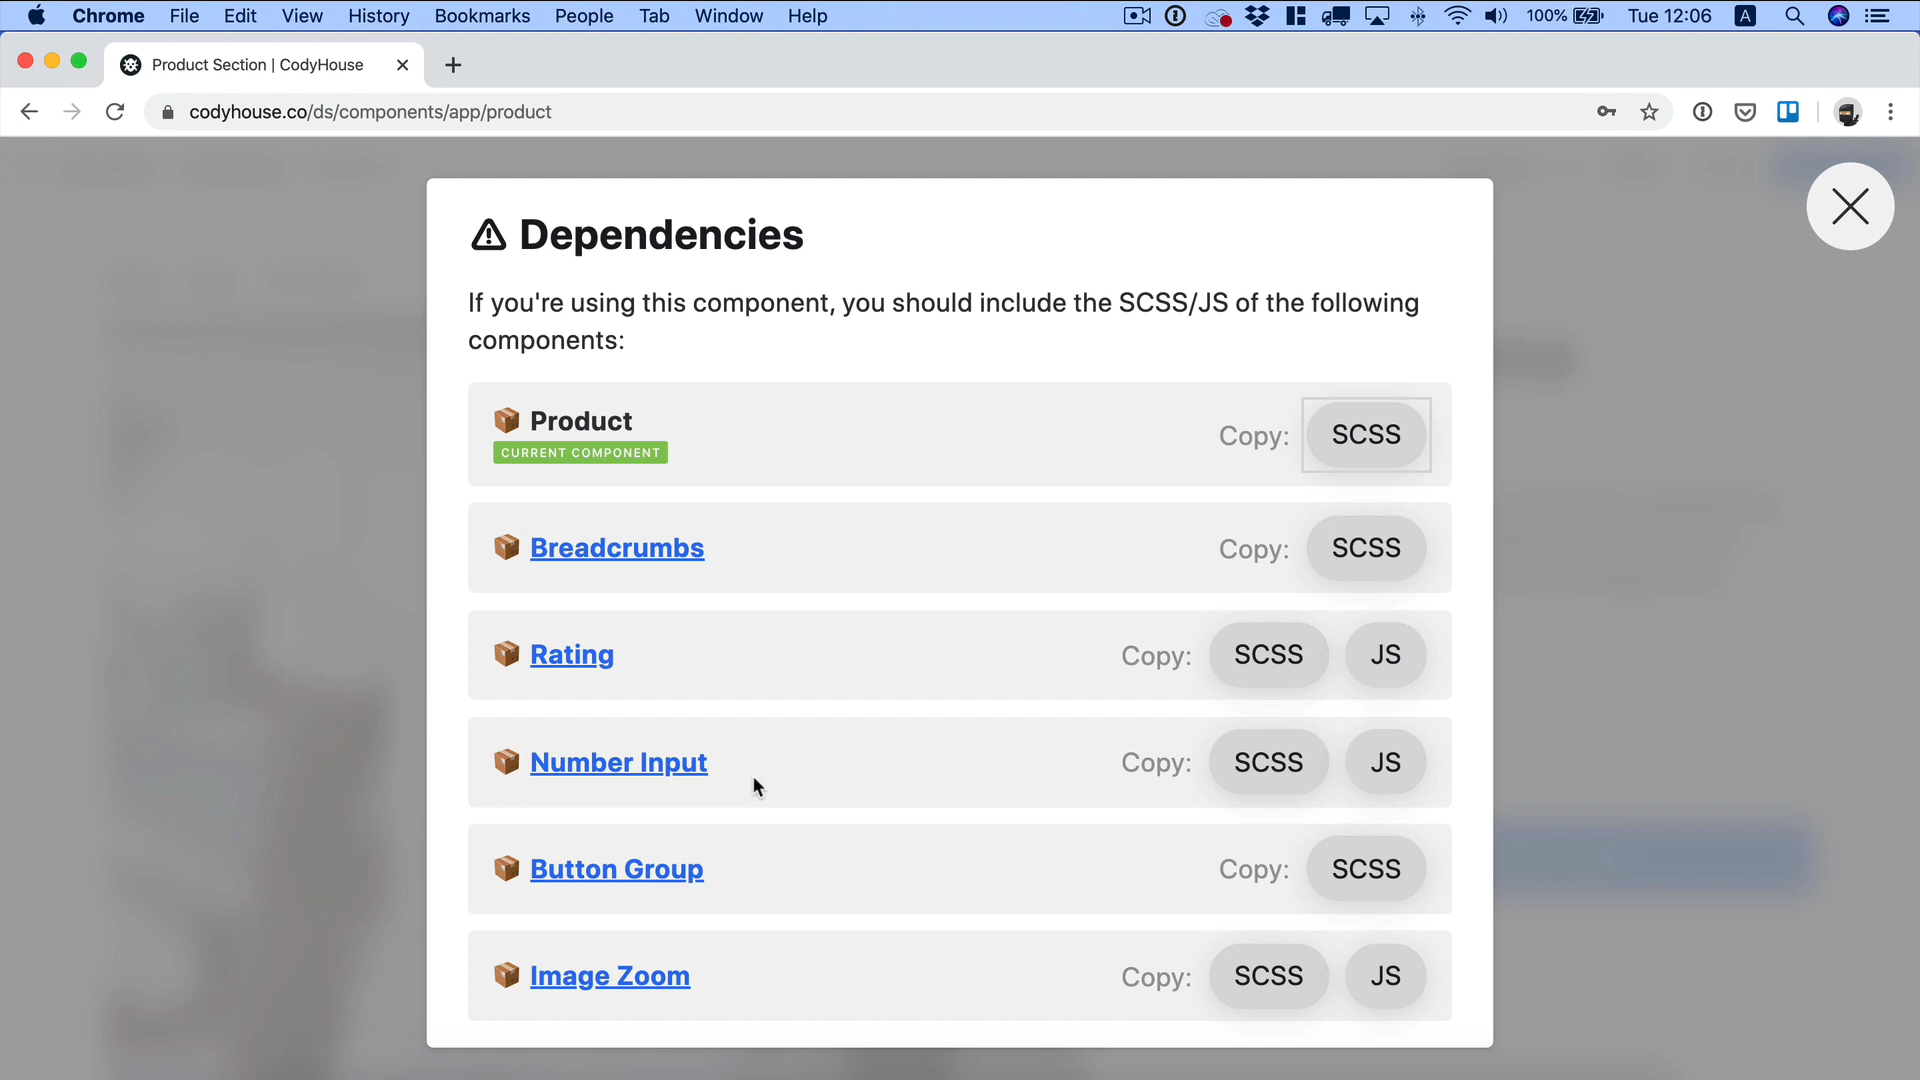 Chrome File Edit View History Bookmarks People Tab Window Help 100% Tue 12:06 A
Product Section | CodyHouse
codyhouse.co/ds/components/app/product
Dependencies
If you're using this component, you should include the SCSS/JS of the following
components:
Product Copy: SCSS
CURRENT COMPONENT
Breadcrumbs Copy: SCSS
Rating Copy: SCSS JS
Number Input Copy: SCSS JS
Button Group Copy: SCSS
Image Zoom Copy: SCSS JS